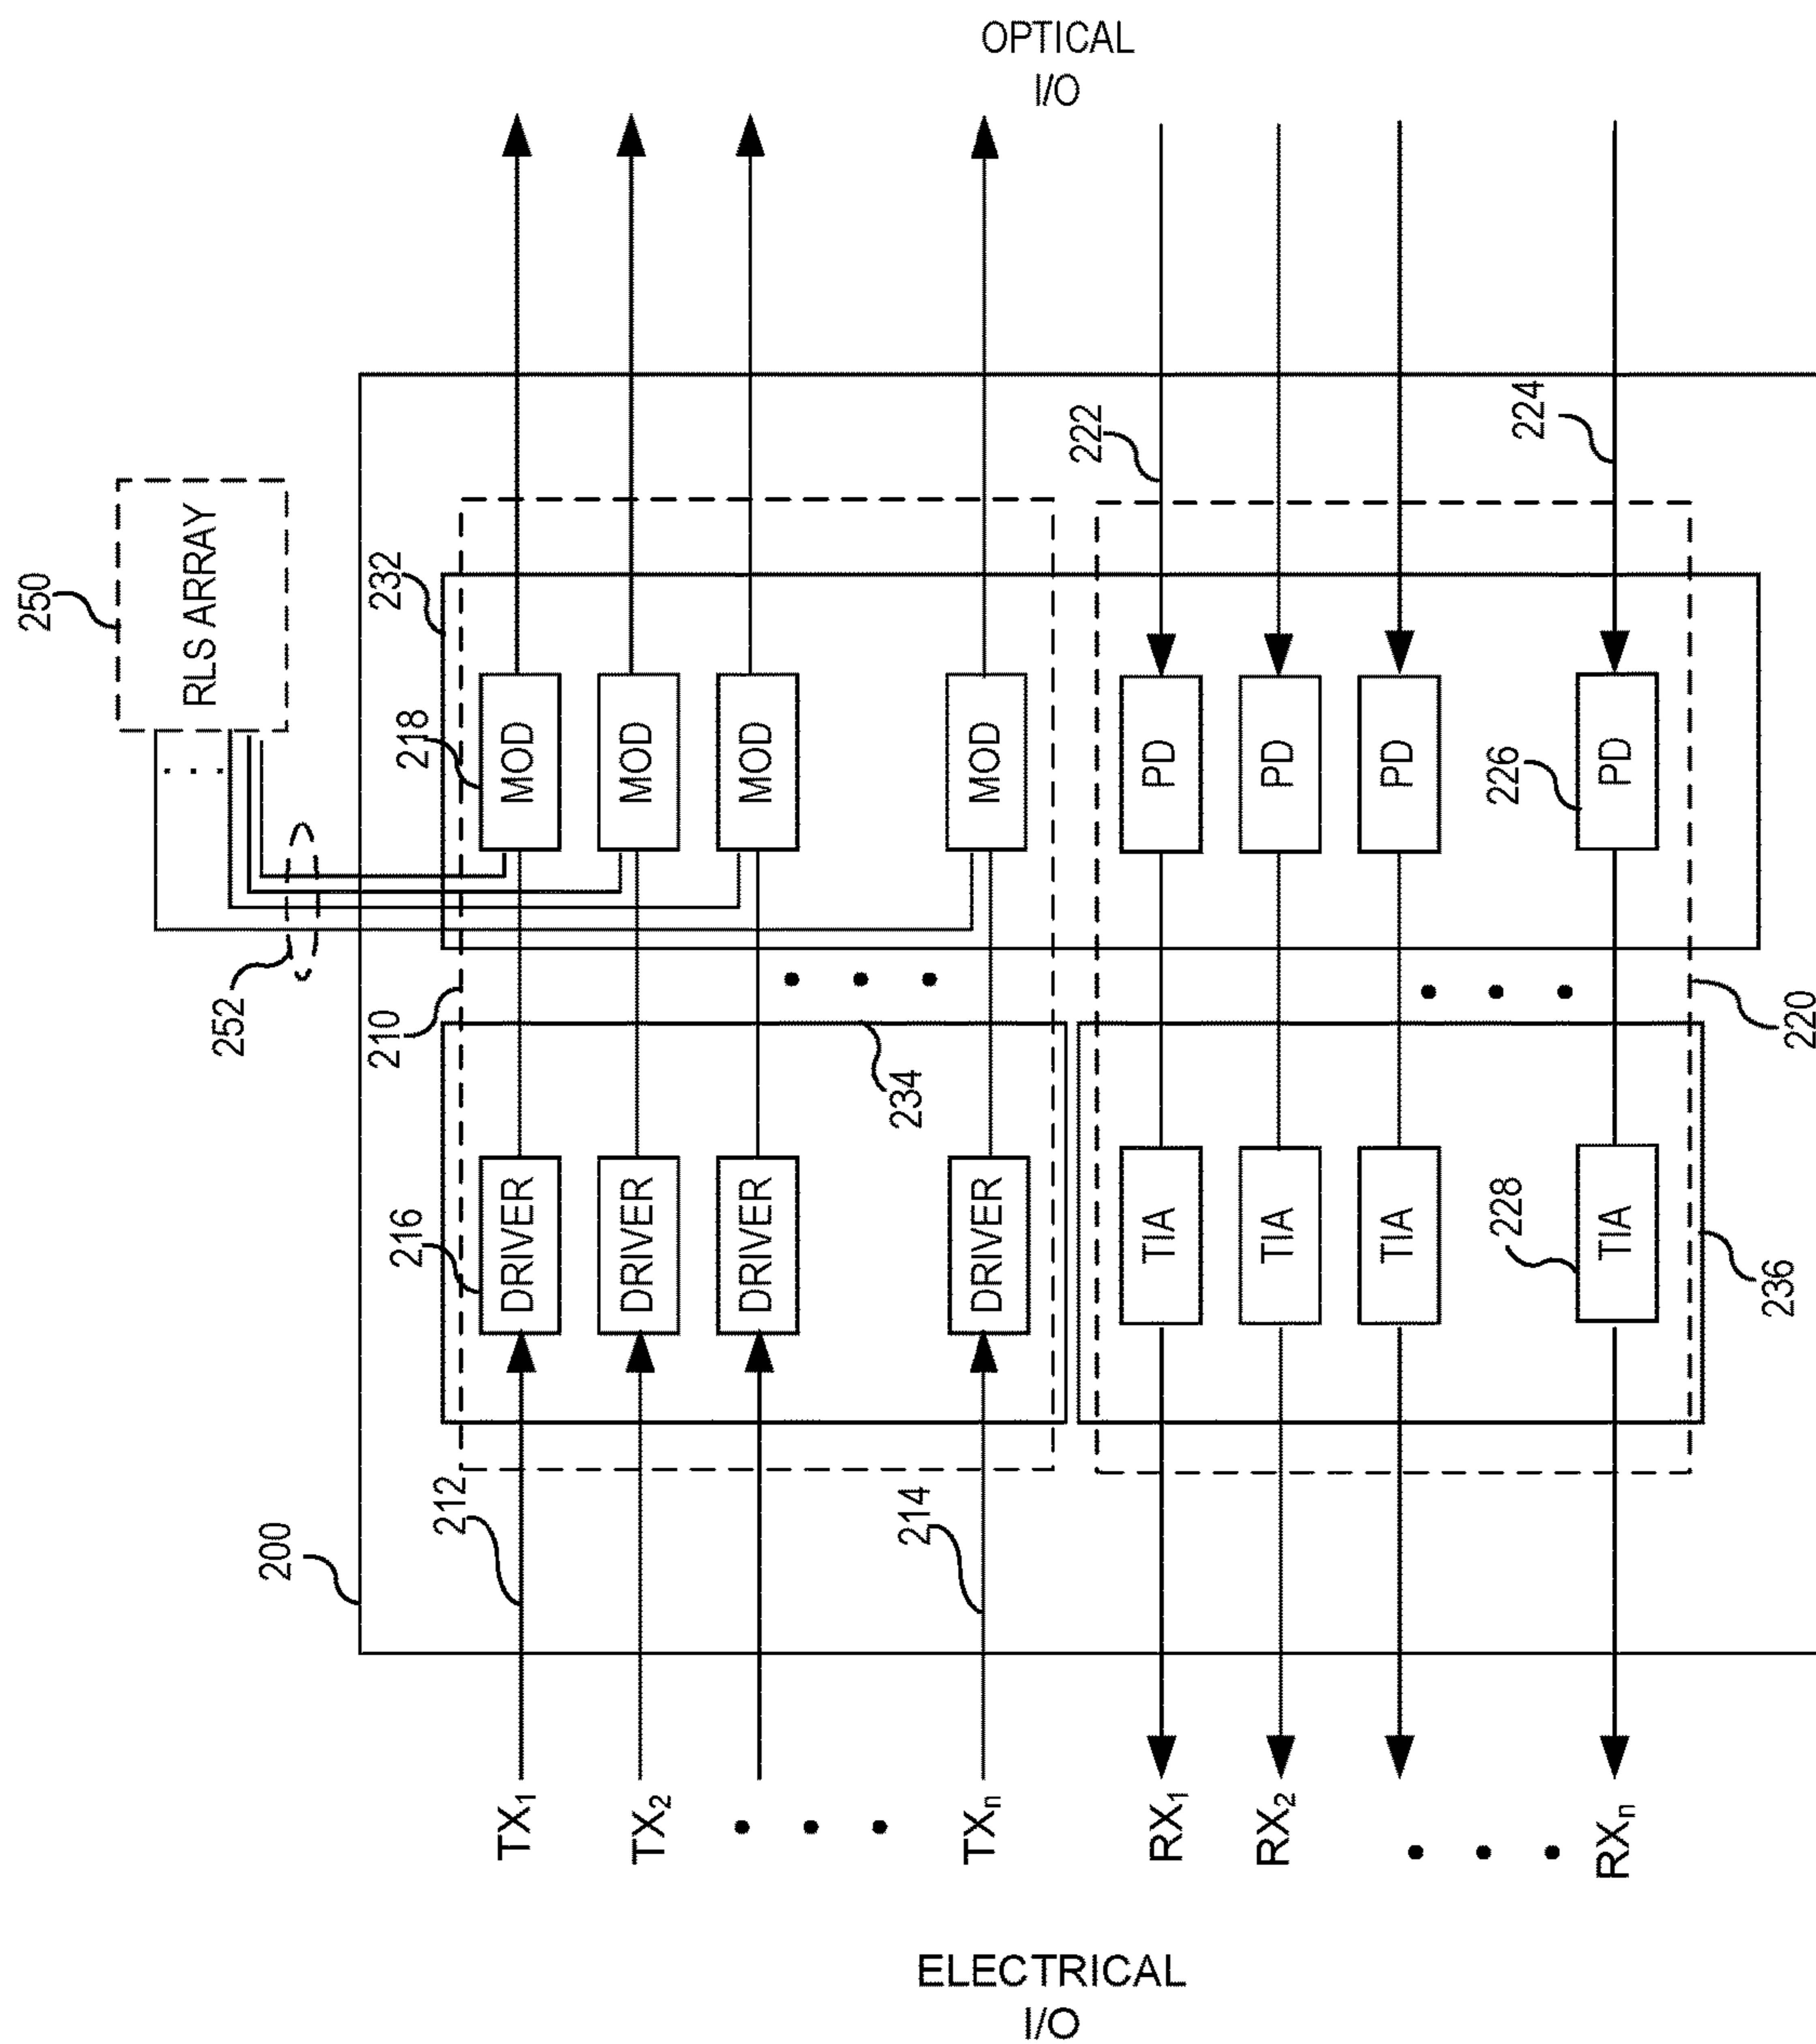 OPTICAL
I/O
250
RLS ARRAY
252
232
210
200
218
MOD
MOD
MOD
MOD
222
224
PD
PD
PD
226
PD
216
DRIVER
DRIVER
DRIVER
DRIVER
234
TIA
TIA
TIA
228
TIA
220
236
212
214
TX1
TX2
• • •
TXn
RX1
RX2
• • •
RXn
ELECTRICAL
I/O